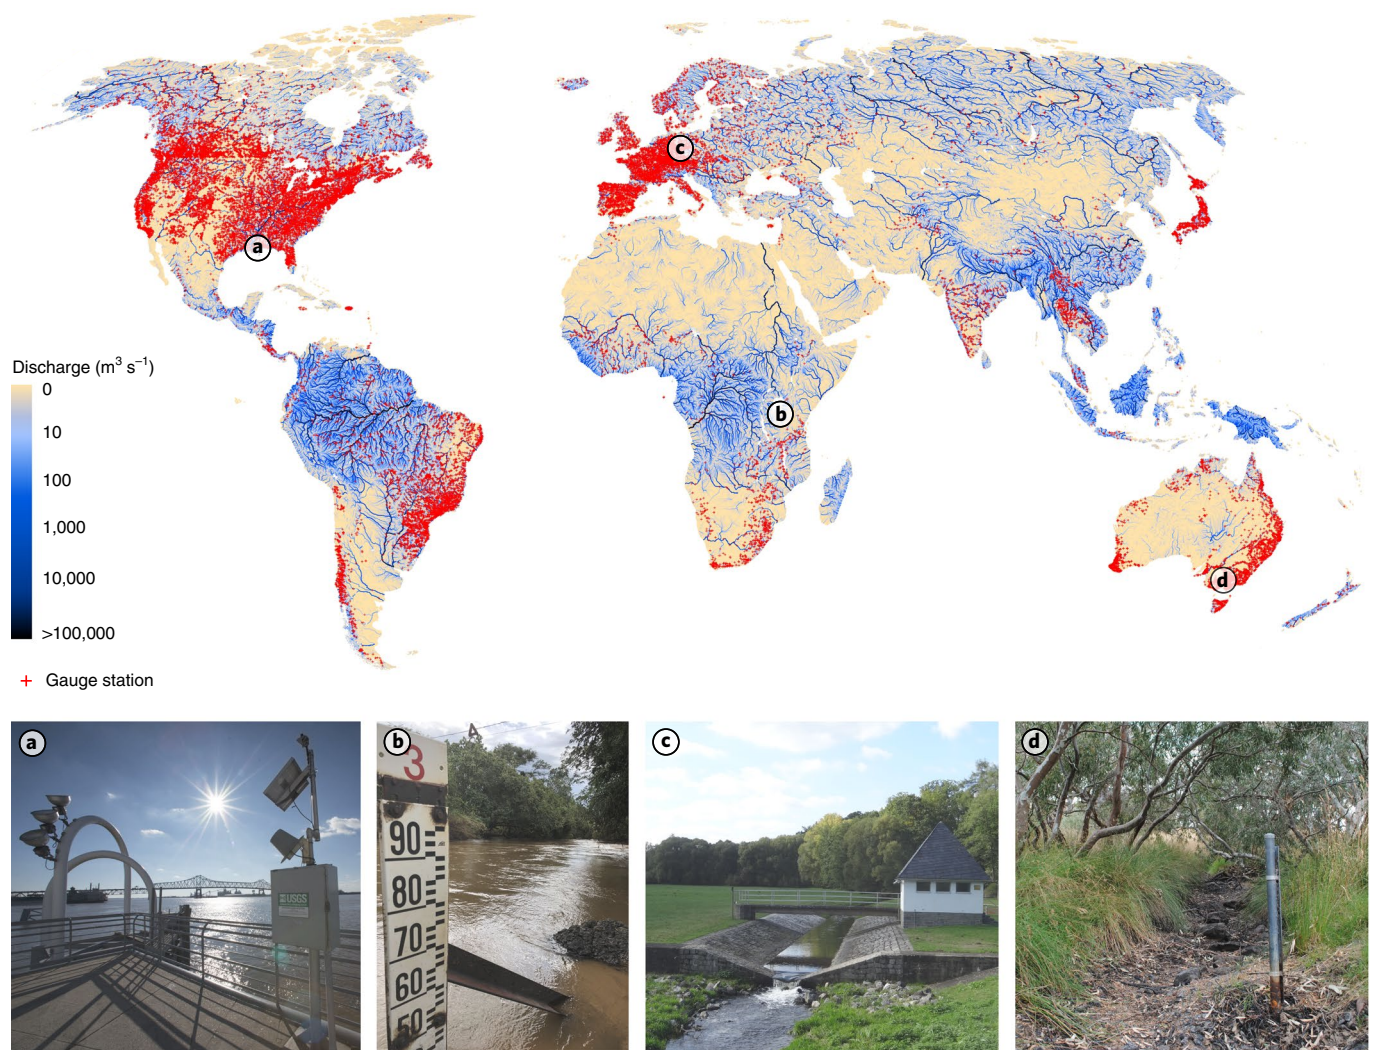 a
b
c
d
Discharge (m³ s⁻¹)
0
10
100
1,000
10,000
>100,000
+ Gauge station
a
USGS
b
3
90
80
70
60
50
c
d